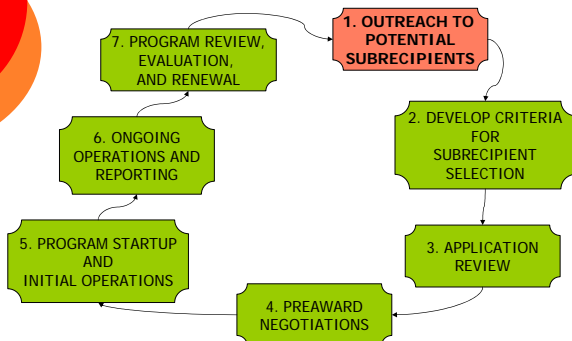 1. OUTREACH TO
POTENTIAL
SUBRECIPIENTS
2. DEVELOP CRITERIA
FOR
SUBRECIPIENT
SELECTION
3. APPLICATION
REVIEW
4. PREAWARD
NEGOTIATIONS
5. PROGRAM STARTUP
AND
INITIAL OPERATIONS
6. ONGOING
OPERATIONS AND
REPORTING
7. PROGRAM REVIEW,
EVALUATION,
AND RENEWAL